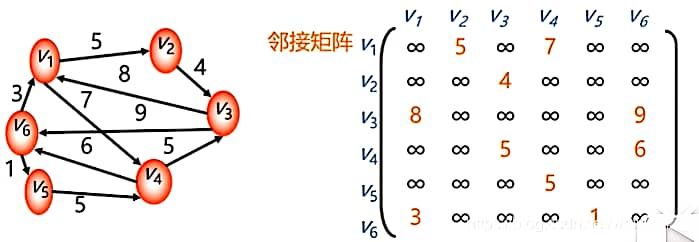 V1 5 V2
8 4
3 7 9 V3
V6 6 5
1 V4
V5 5
邻接矩阵
V1 V2 V3 V4 V5 V6
V1 ∞ 5 ∞ 7 ∞ ∞
V2 ∞ ∞ 4 ∞ ∞ ∞
V3 8 ∞ ∞ ∞ ∞ 9
V4 ∞ ∞ 5 ∞ ∞ 6
V5 ∞ ∞ ∞ 5 ∞ ∞
V6 3 ∞ ∞ ∞ 1 ∞